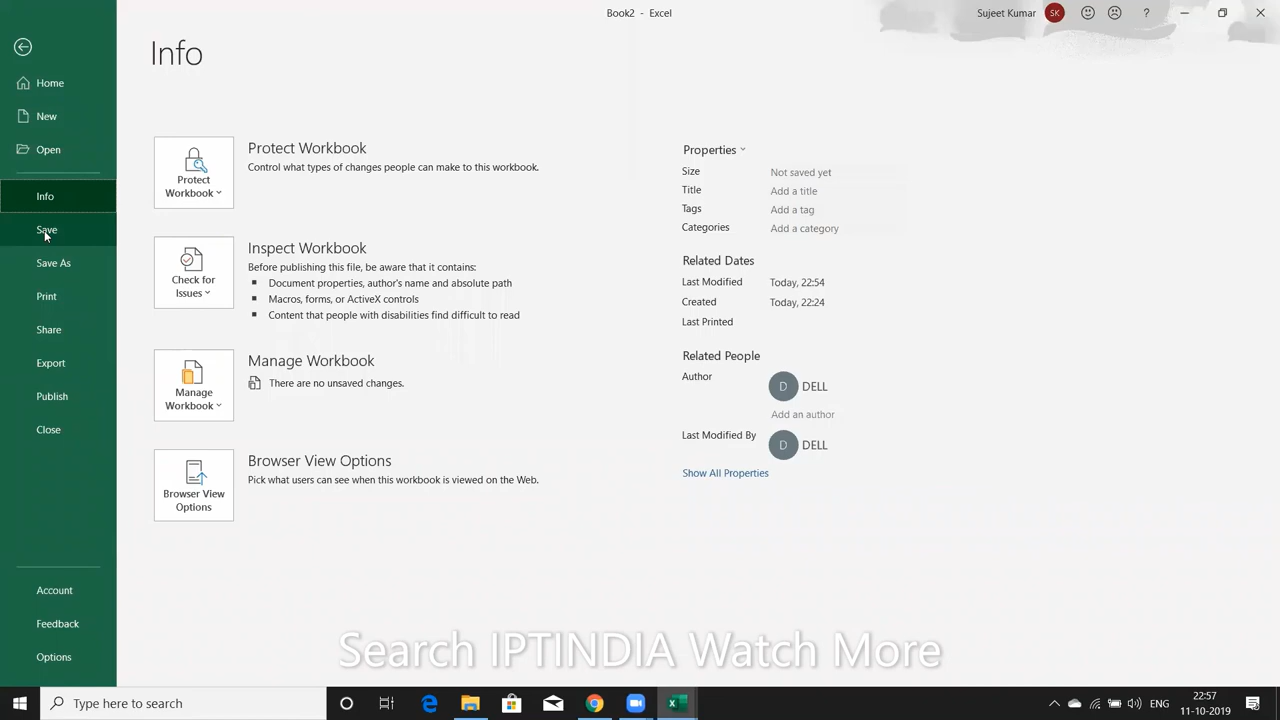 Book2 - Excel
Sujeet Kumar
SK
?
Info
Home
New
Open
Info
Save
Save As
Print
Share
Export
Publish
Close
Account
Feedback
Options
Protect Workbook
Protect Workbook
Control what types of changes people can make to this workbook.
Check for Issues
Inspect Workbook
Before publishing this file, be aware that it contains:
Document properties, author's name and absolute path
Macros, forms, or ActiveX controls
Content that people with disabilities find difficult to read
Manage Workbook
Manage Workbook
There are no unsaved changes.
Browser View Options
Browser View Options
Pick what users can see when this workbook is viewed on the Web.
Properties
Size Not saved yet
Title Add a title
Tags Add a tag
Categories Add a category
Related Dates
Last Modified Today, 22:54
Created Today, 22:24
Last Printed
Related People
Author D DELL
Add an author
Last Modified By D DELL
Show All Properties
Search IPTINDIA Watch More
Type here to search
ENG
22:57
11-10-2019